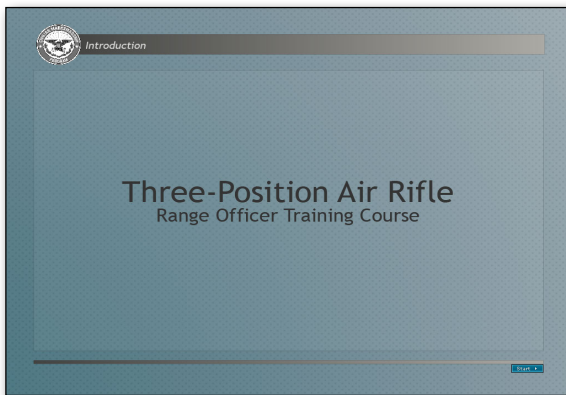 Introduction
Three-Position Air Rifle
Range Officer Training Course
Start